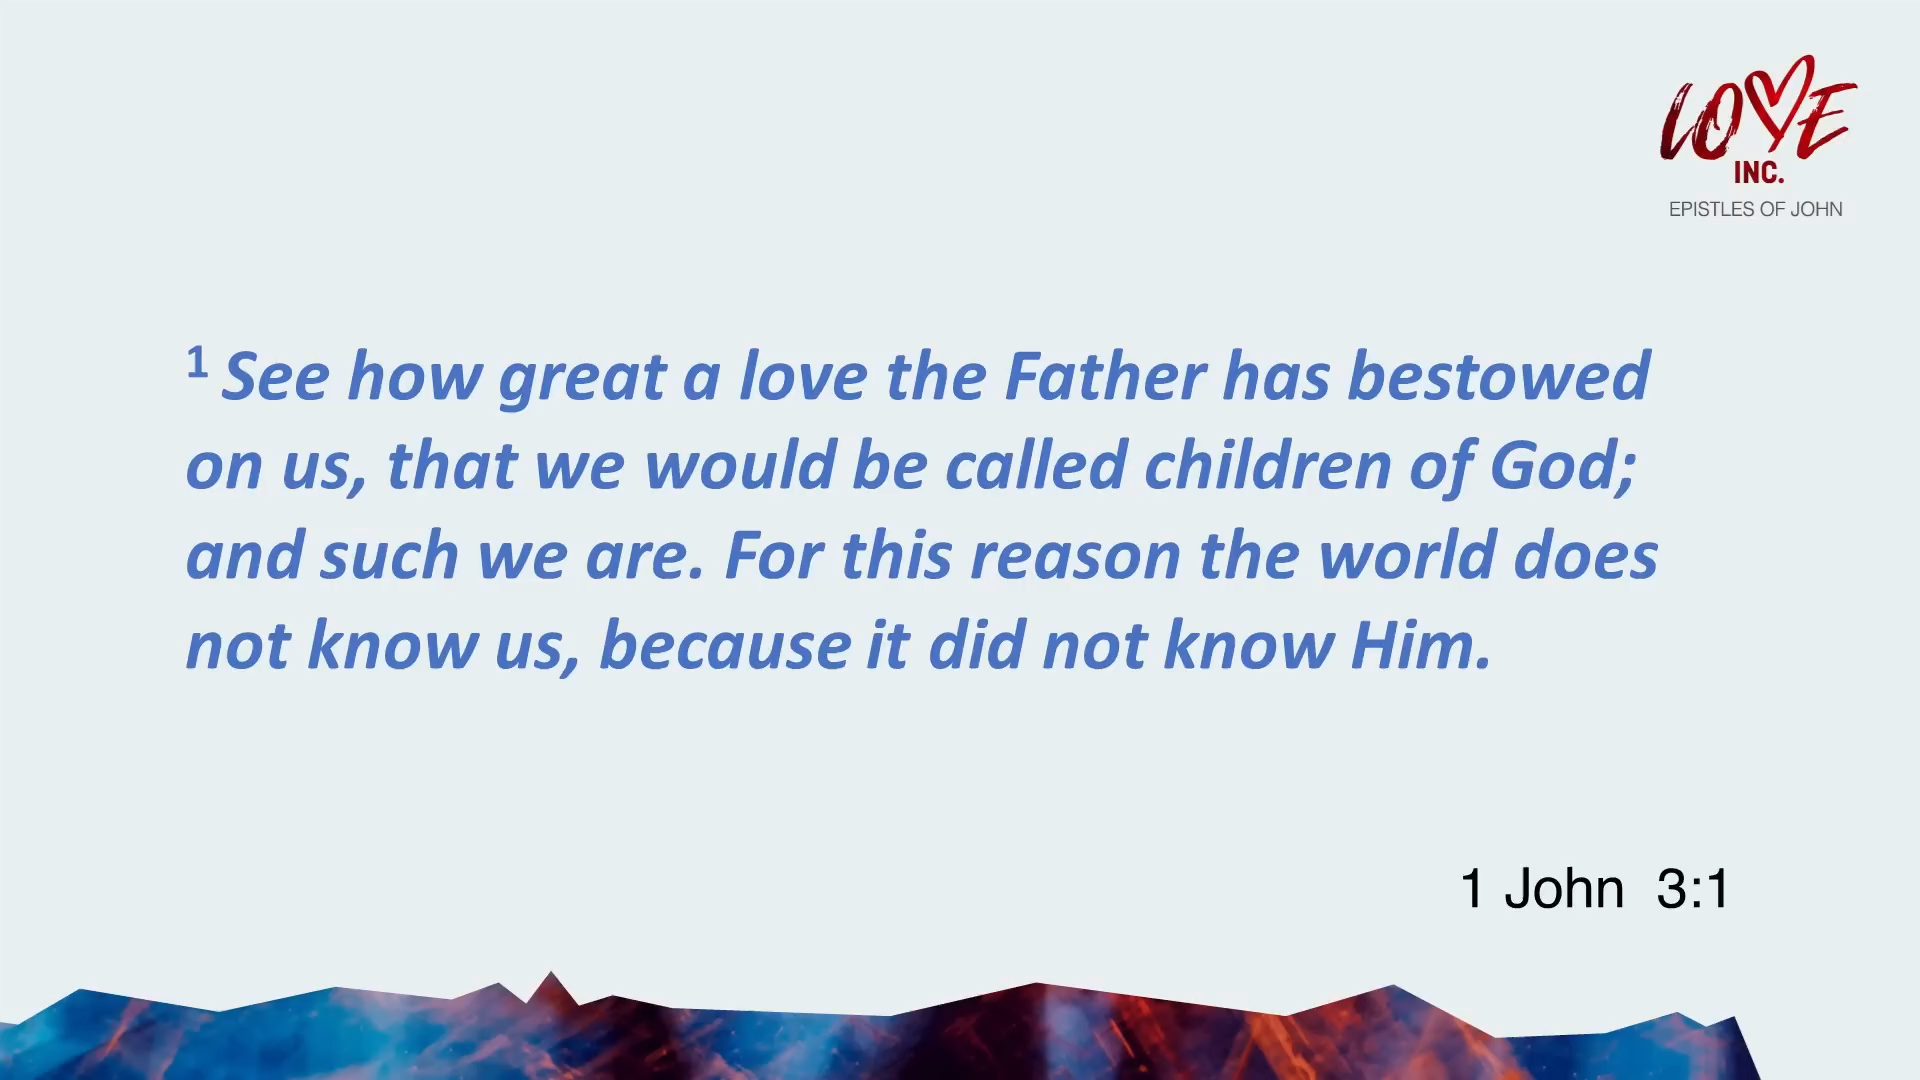 LOVE
INC.
EPISTLES OF JOHN
1 See how great a love the Father has bestowed
on us, that we would be called children of God;
and such we are. For this reason the world does
not know us, because it did not know Him.
1 John 3:1